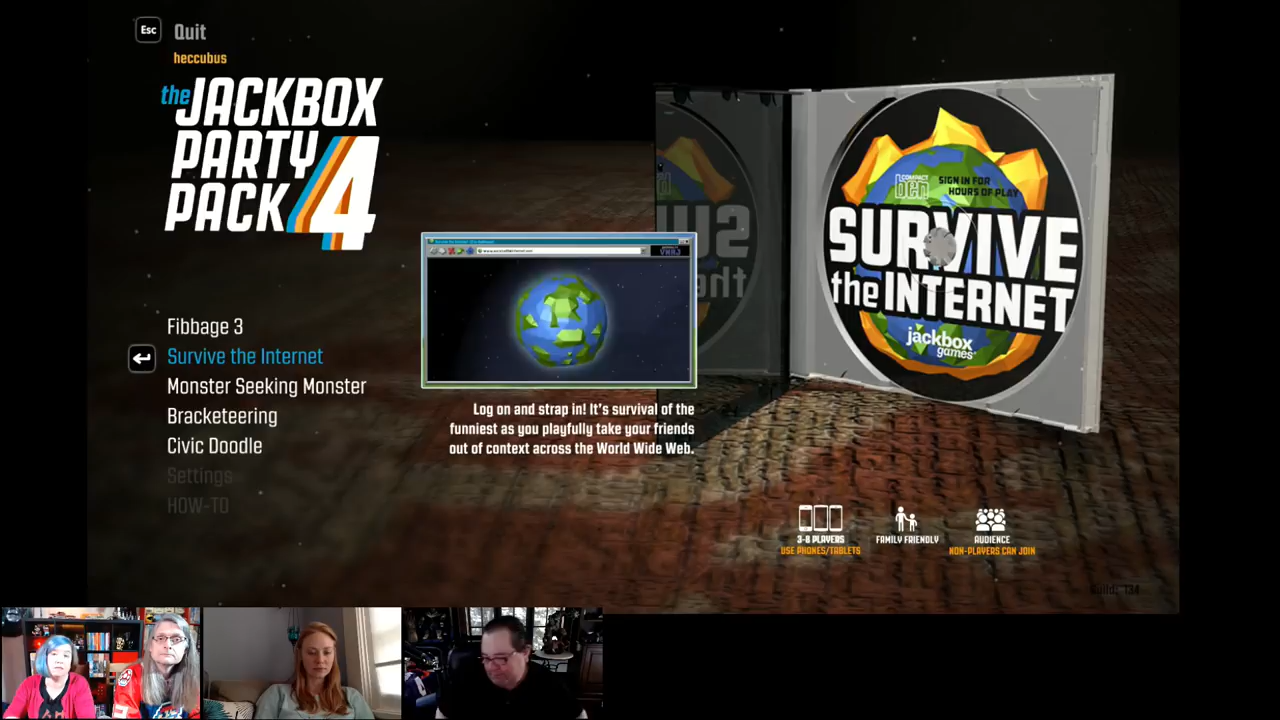 Esc Quit
heccubus
the JACKBOX
PARTY
PACK 4
Fibbage 3
Survive the Internet
Monster Seeking Monster
Bracketeering
Civic Doodle
Settings
HOW-TO
Log on and strap in! It's survival of the
funniest as you playfully take your friends
out of context across the World Wide Web.
COMPACT
ben
SIGN IN FOR
HOURS OF PLAY
SURVIVE
the INTERNET
jackbox
games
3-8 PLAYERS
USE PHONES/TABLETS
FAMILY FRIENDLY
AUDIENCE
NON-PLAYERS CAN JOIN